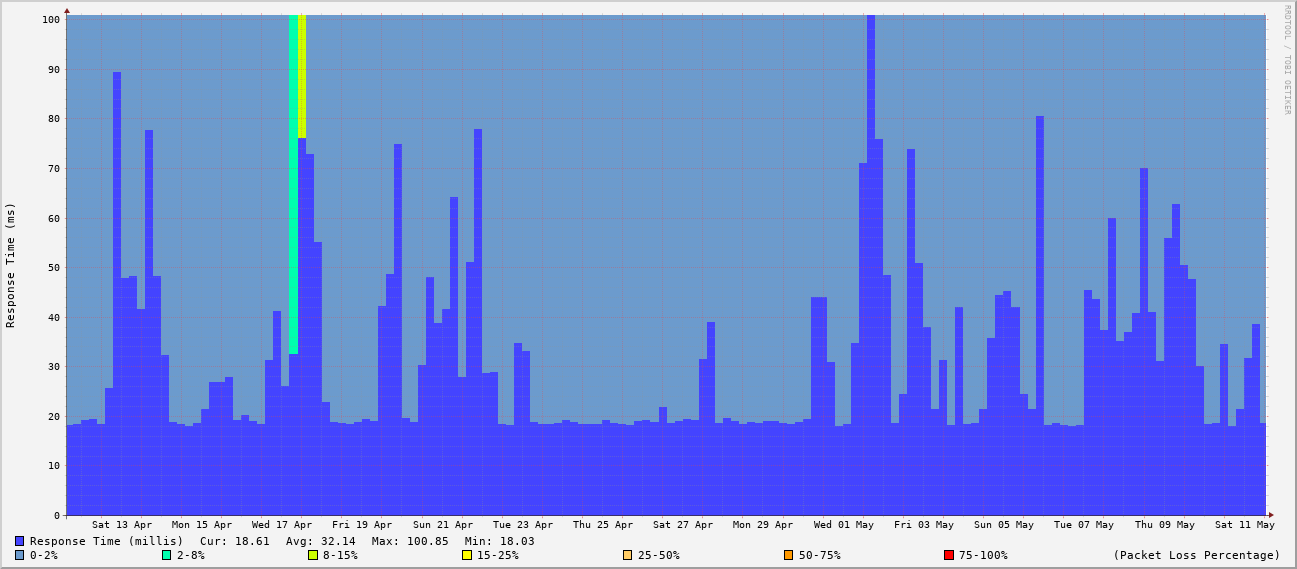 RRDTOOL / TOBI OETIKER
Response Time (ms)
100
90
80
70
60
50
40
30
20
10
0
Sat 13 Apr Mon 15 Apr Wed 17 Apr Fri 19 Apr Sun 21 Apr Tue 23 Apr Thu 25 Apr Sat 27 Apr Mon 29 Apr Wed 01 May Fri 03 May Sun 05 May Tue 07 May Thu 09 May Sat 11 May
Response Time (millis) Cur: 18.61 Avg: 32.14 Max: 100.85 Min: 18.03
0-2% 2-8% 8-15% 15-25% 25-50% 50-75% 75-100% (Packet Loss Percentage)